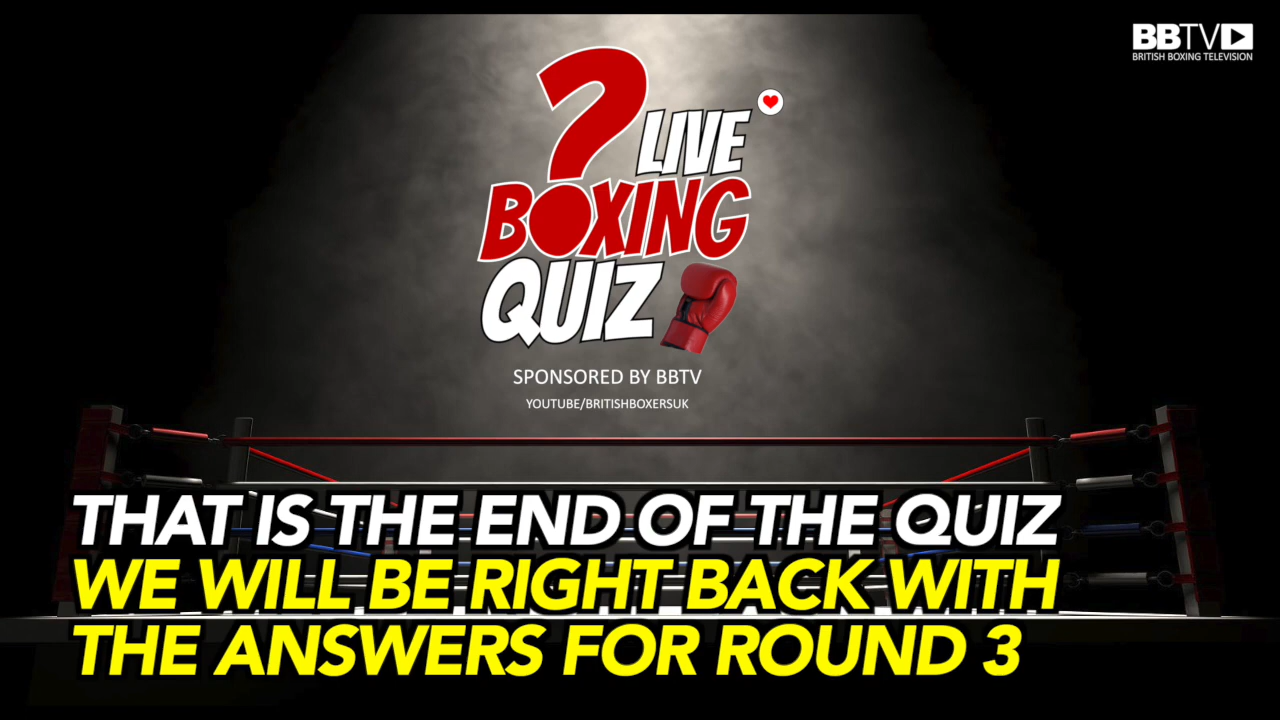 BBTV
BRITISH BOXING TELEVISION
? LIVE
BOXING
QUIZ
SPONSORED BY BBTV
YOUTUBE/BRITISHBOXERSUK
THAT IS THE END OF THE QUIZ
WE WILL BE RIGHT BACK WITH
THE ANSWERS FOR ROUND 3